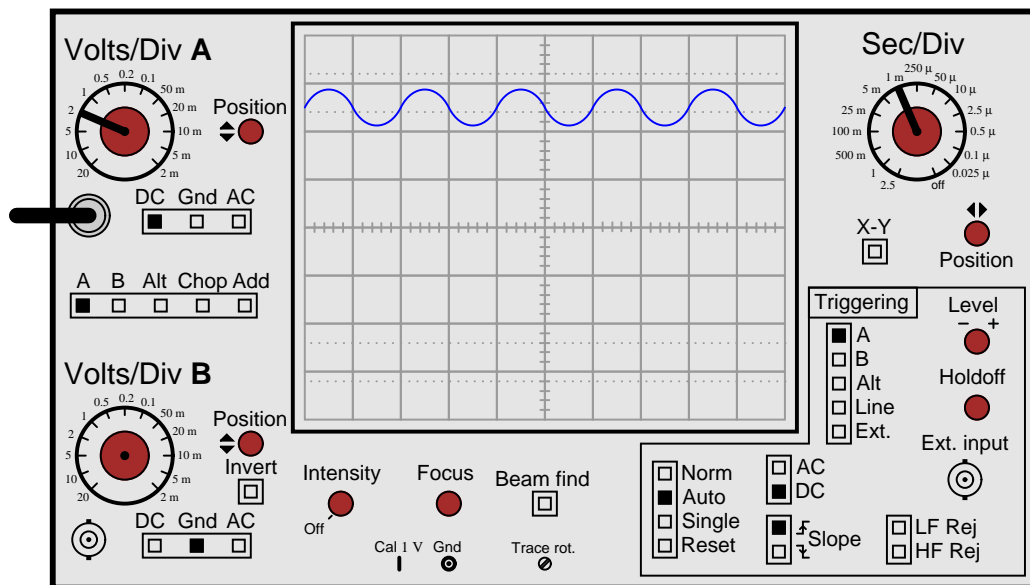 Volts/Div A
0.5 0.2 0.1
1 50 m
2 20 m
5 10 m
10 5 m
20 2 m
Position
DC Gnd AC
A B Alt Chop Add
Volts/Div B
0.5 0.2 0.1
1 50 m
2 20 m
5 10 m
10 5 m
20 2 m
Position
Invert
DC Gnd AC
Intensity
Off
Focus
Beam find
Cal 1 V Gnd Trace rot.
Sec/Div
250 µ
1 m 50 µ
5 m 10 µ
25 m 2.5 µ
100 m 0.5 µ
500 m 0.1 µ
1 0.025 µ
2.5 off
X-Y
Position
Triggering
A
B
Alt
Line
Ext.
Level
− +
Holdoff
Ext. input
Norm
Auto
Single
Reset
AC
DC
Slope
LF Rej
HF Rej